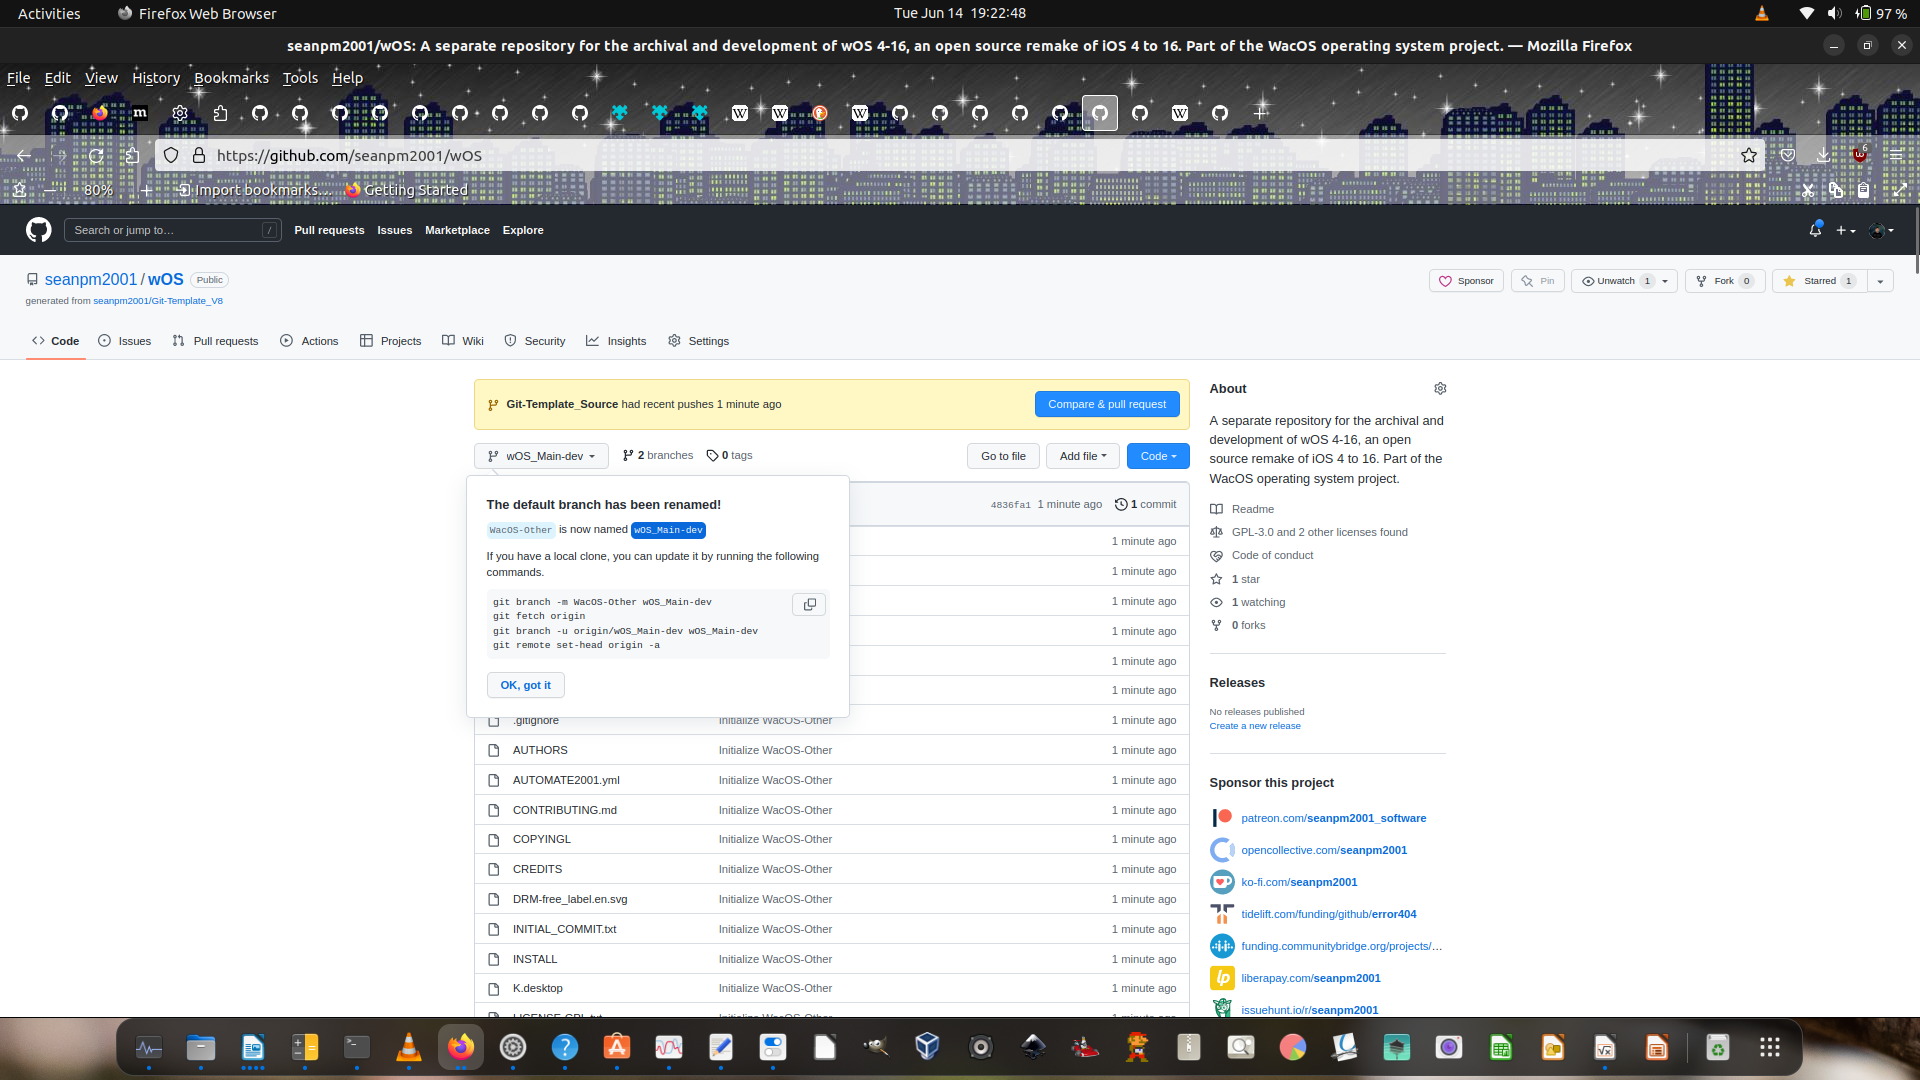 Activities
Firefox Web Browser
Tue Jun 14 19:22:48
97 %
seanpm2001/wOS: A separate repository for the archival and development of wOS 4-16, an open source remake of iOS 4 to 16. Part of the WacOS operating system project. — Mozilla Firefox
File Edit View History Bookmarks Tools Help
https://github.com/seanpm2001/wOS
6
80%
Import bookmarks...
Getting Started
Search or jump to…
/
Pull requests Issues Marketplace Explore
seanpm2001 / wOS Public
generated from seanpm2001/Git-Template_V8
Sponsor
Pin
Unwatch 1
Fork 0
Starred 1
Code Issues Pull requests Actions Projects Wiki Security Insights Settings
Git-Template_Source had recent pushes 1 minute ago
Compare & pull request
wOS_Main-dev
2 branches
0 tags
Go to file
Add file
Code
The default branch has been renamed!
WacOS-Other is now named wOS_Main-dev
If you have a local clone, you can update it by running the following
commands.
git branch -m WacOS-Other wOS_Main-dev
git fetch origin
git branch -u origin/wOS_Main-dev wOS_Main-dev
git remote set-head origin -a
OK, got it
4836fa1 1 minute ago 1 commit
1 minute ago
1 minute ago
1 minute ago
1 minute ago
1 minute ago
1 minute ago
.gitignore Initialize WacOS-Other 1 minute ago
AUTHORS Initialize WacOS-Other 1 minute ago
AUTOMATE2001.yml Initialize WacOS-Other 1 minute ago
CONTRIBUTING.md Initialize WacOS-Other 1 minute ago
COPYINGL Initialize WacOS-Other 1 minute ago
CREDITS Initialize WacOS-Other 1 minute ago
DRM-free_label.en.svg Initialize WacOS-Other 1 minute ago
INITIAL_COMMIT.txt Initialize WacOS-Other 1 minute ago
INSTALL Initialize WacOS-Other 1 minute ago
K.desktop Initialize WacOS-Other 1 minute ago
LICENSE-GPL.txt Initialize WacOS-Other 1 minute ago
About
A separate repository for the archival and
development of wOS 4-16, an open
source remake of iOS 4 to 16. Part of the
WacOS operating system project.
Readme
GPL-3.0 and 2 other licenses found
Code of conduct
1 star
1 watching
0 forks
Releases
No releases published
Create a new release
Sponsor this project
patreon.com/seanpm2001_software
opencollective.com/seanpm2001
ko-fi.com/seanpm2001
tidelift.com/funding/github/error404
funding.communitybridge.org/projects/…
liberapay.com/seanpm2001
issuehunt.io/r/seanpm2001